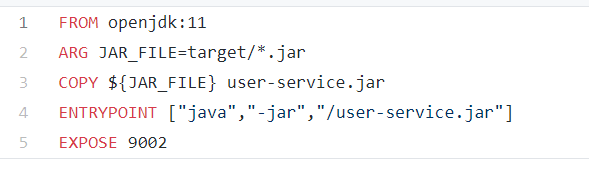 1 FROM openjdk:11
2 ARG JAR_FILE=target/*.jar
3 COPY ${JAR_FILE} user-service.jar
4 ENTRYPOINT ["java","-jar","/user-service.jar"]
5 EXPOSE 9002